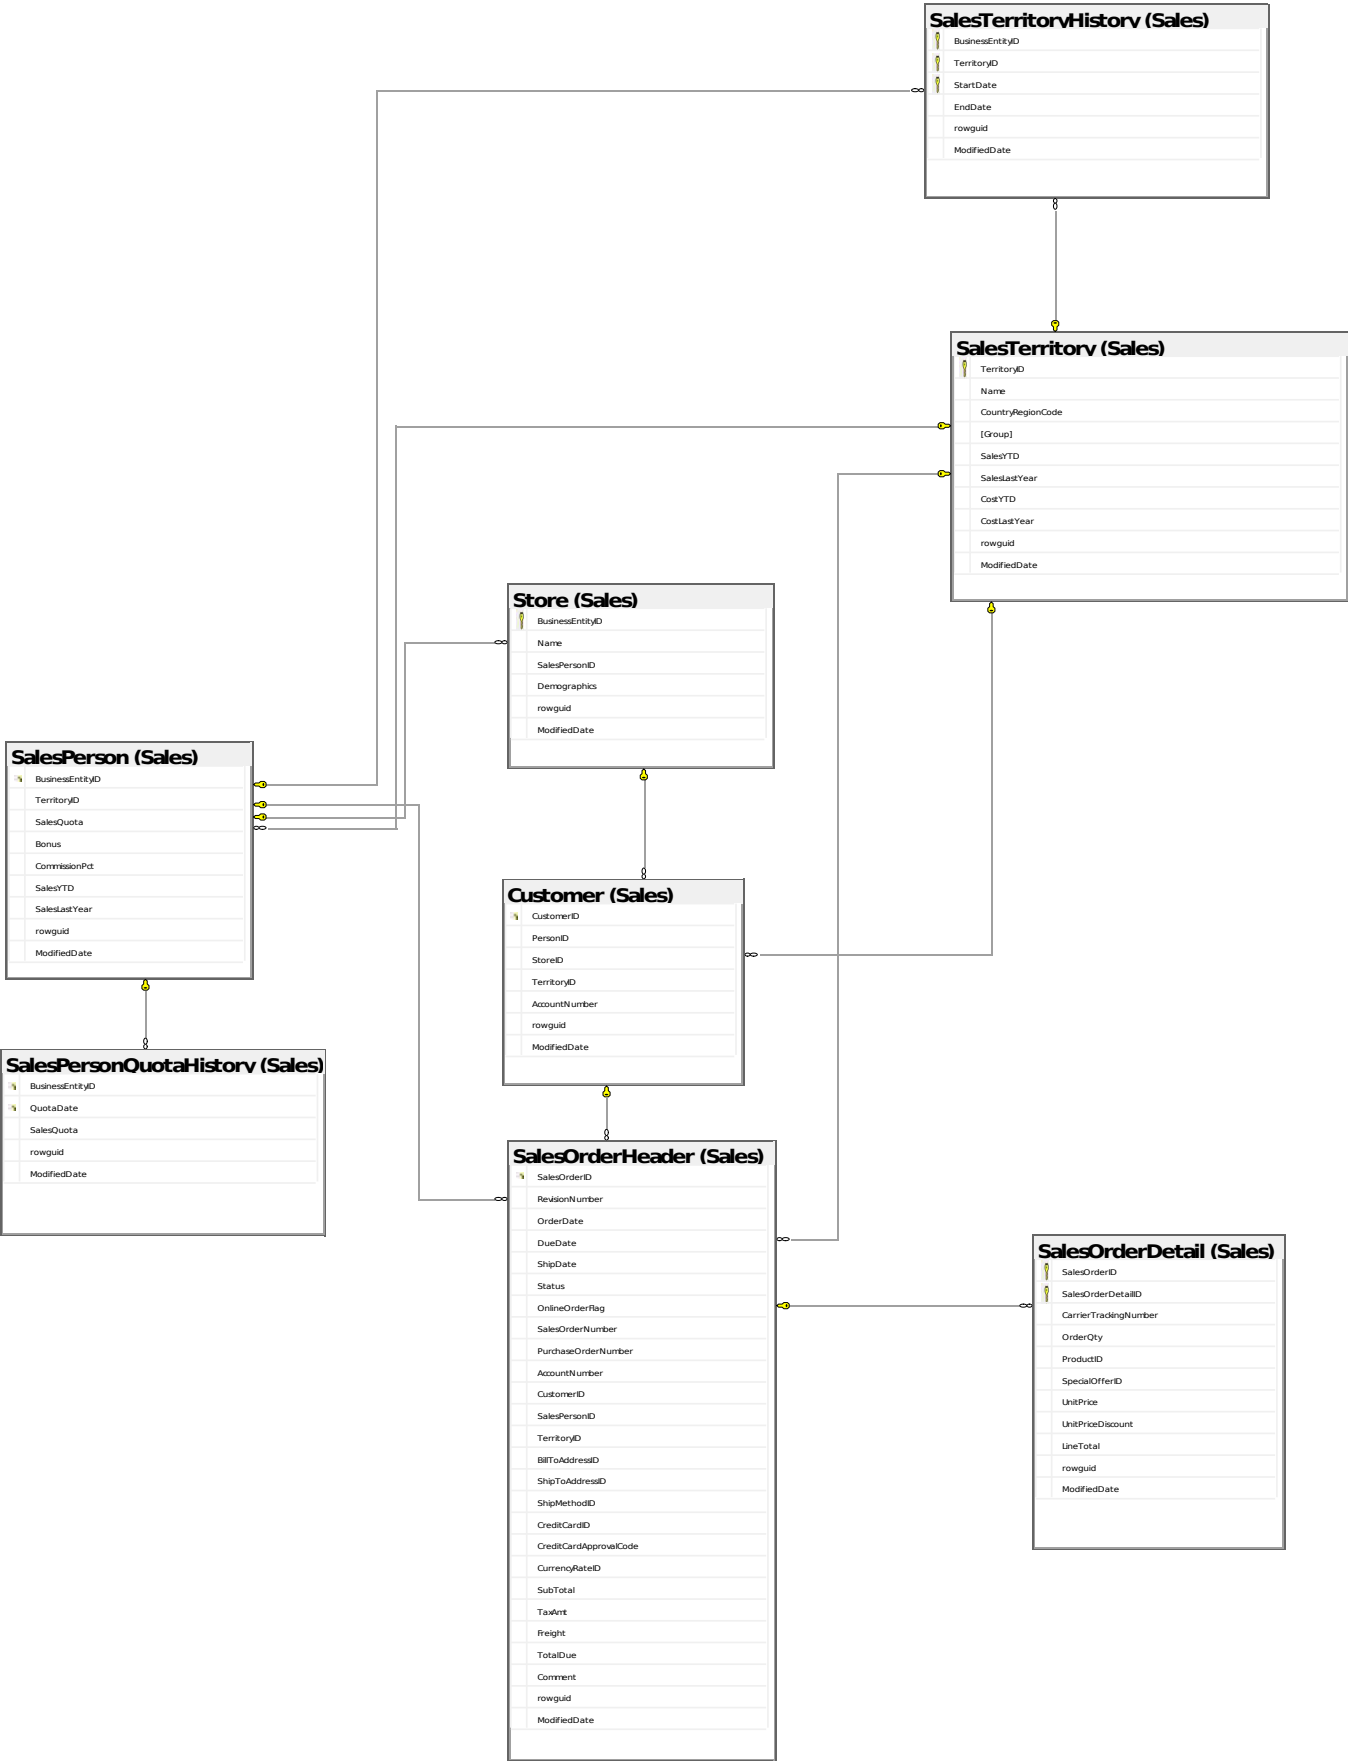 SalesTerritoryHistory (Sales)
BusinessEntityID
TerritoryID
StartDate
EndDate
rowguid
ModifiedDate
SalesTerritory (Sales)
TerritoryID
Name
CountryRegionCode
[Group]
SalesYTD
SalesLastYear
CostYTD
CostLastYear
rowguid
ModifiedDate
Store (Sales)
BusinessEntityID
Name
SalesPersonID
Demographics
rowguid
ModifiedDate
SalesPerson (Sales)
BusinessEntityID
TerritoryID
SalesQuota
Bonus
CommissionPct
SalesYTD
SalesLastYear
rowguid
ModifiedDate
Customer (Sales)
CustomerID
PersonID
StoreID
TerritoryID
AccountNumber
rowguid
ModifiedDate
SalesPersonQuotaHistory (Sales)
BusinessEntityID
QuotaDate
SalesQuota
rowguid
ModifiedDate
SalesOrderHeader (Sales)
SalesOrderID
RevisionNumber
OrderDate
DueDate
ShipDate
Status
OnlineOrderFlag
SalesOrderNumber
PurchaseOrderNumber
AccountNumber
CustomerID
SalesPersonID
TerritoryID
BillToAddressID
ShipToAddressID
ShipMethodID
CreditCardID
CreditCardApprovalCode
CurrencyRateID
SubTotal
TaxAmt
Freight
TotalDue
Comment
rowguid
ModifiedDate
SalesOrderDetail (Sales)
SalesOrderID
SalesOrderDetailID
CarrierTrackingNumber
OrderQty
ProductID
SpecialOfferID
UnitPrice
UnitPriceDiscount
LineTotal
rowguid
ModifiedDate